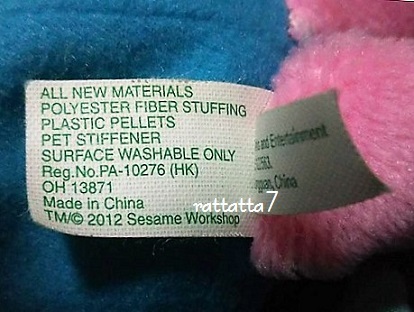 ALL NEW MATERIALS
POLYESTER FIBER STUFFING
PLASTIC PELLETS
PET STIFFENER
SURFACE WASHABLE ONLY
Reg.No.PA-10276 (HK)
OH 13871
Made in China
TM/© 2012 Sesame Workshop
and Entertainment
China
rattatta7